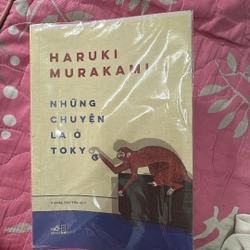 HARUKI
MURAKAMI
NHỮNG
CHUYỆN
LẠ Ở
TOKYO